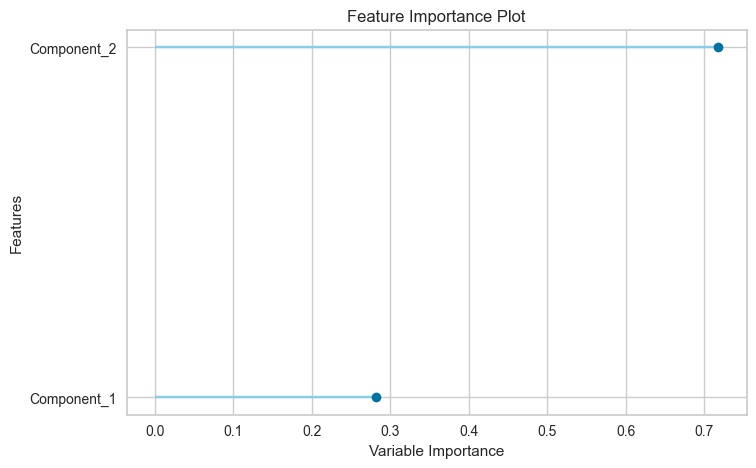 Feature Importance Plot
Component_2
Features
Component_1
0.0 0.1 0.2 0.3 0.4 0.5 0.6 0.7
Variable Importance